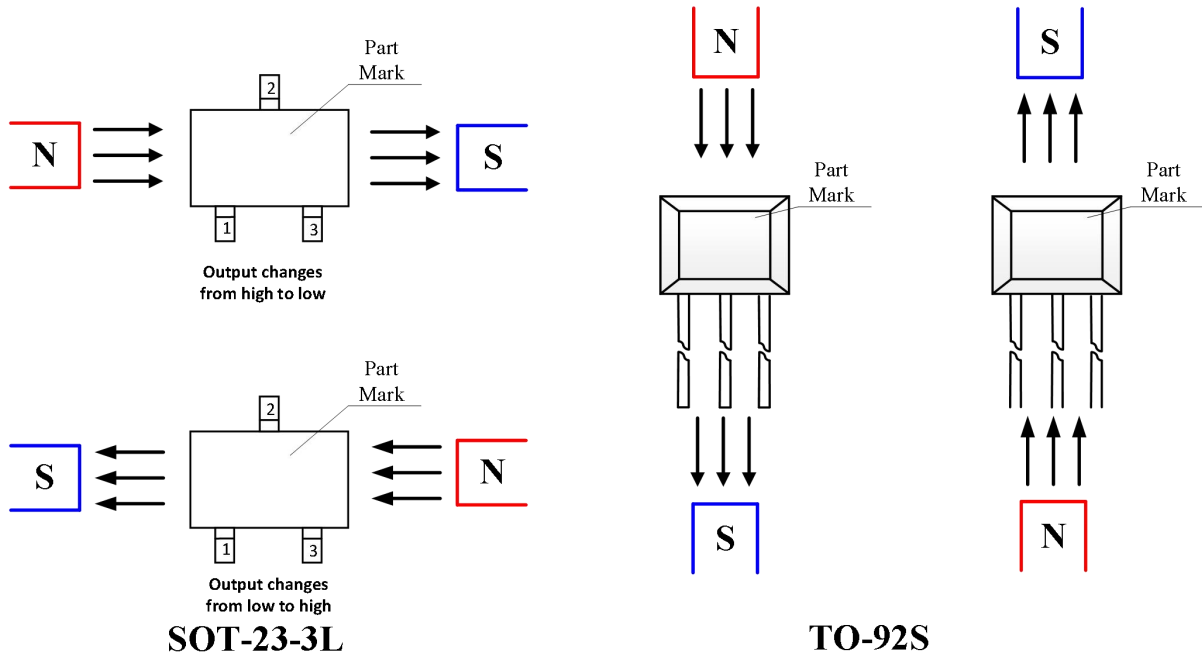 Part
Mark
2
N
S
1
3
Output changes
from high to low
Part
Mark
2
S
N
1
3
Output changes
from low to high
SOT-23-3L
N
Part
Mark
S
S
Part
Mark
N
TO-92S